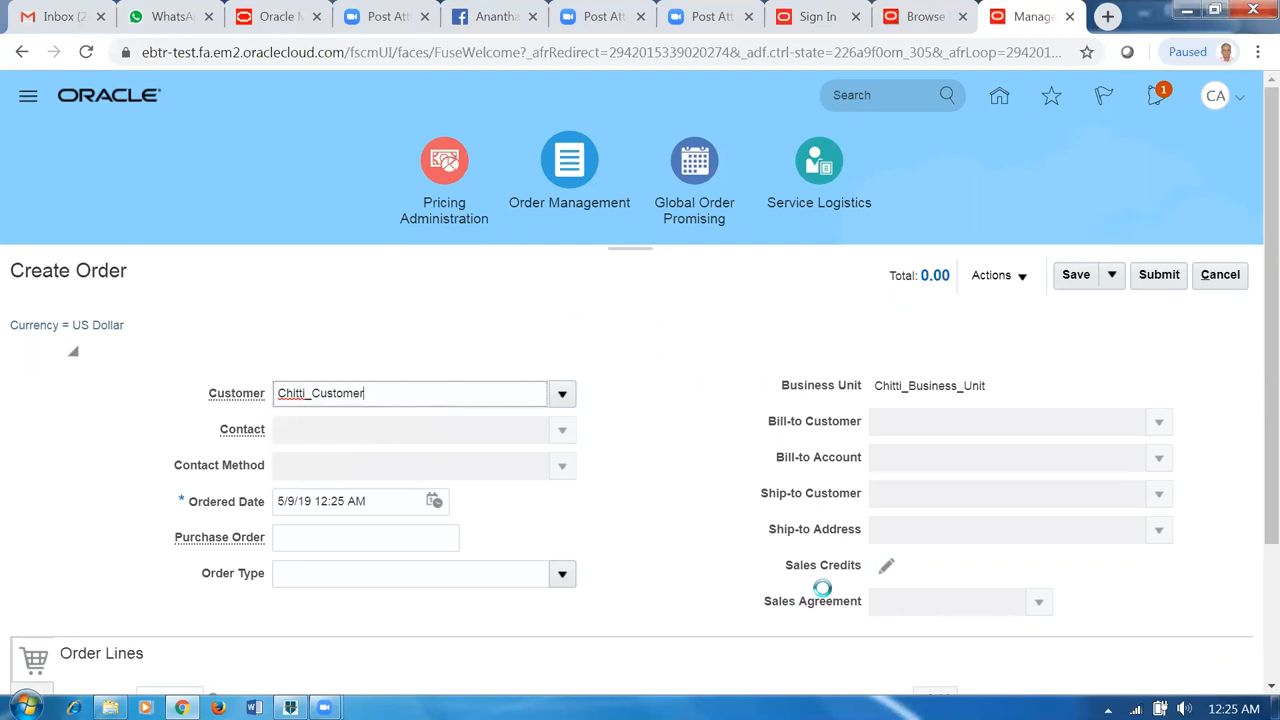 Inbox (2
WhatsA
Oracle
Post Att
Ananth
Post Att
Post Att
Sign In
Browse
Manage
ebtr-test.fa.em2.oraclecloud.com/fscmUI/faces/FuseWelcome?_afrRedirect=29420153390202748&_adf.ctrl-state=226a9f0om_305&_afrLoop=294201...
Paused
ORACLE
Search
1
CA
Pricing
Administration
Order Management
Global Order
Promising
Service Logistics
Create Order
Total: 0.00
Actions
Save
Submit
Cancel
Currency = US Dollar
Customer
Chitti_Customer
Business Unit
Chitti_Business_Unit
Contact
Bill-to Customer
Contact Method
Bill-to Account
* Ordered Date
5/9/19 12:25 AM
Ship-to Customer
Purchase Order
Ship-to Address
Order Type
Sales Credits
Sales Agreement
Order Lines
12:25 AM